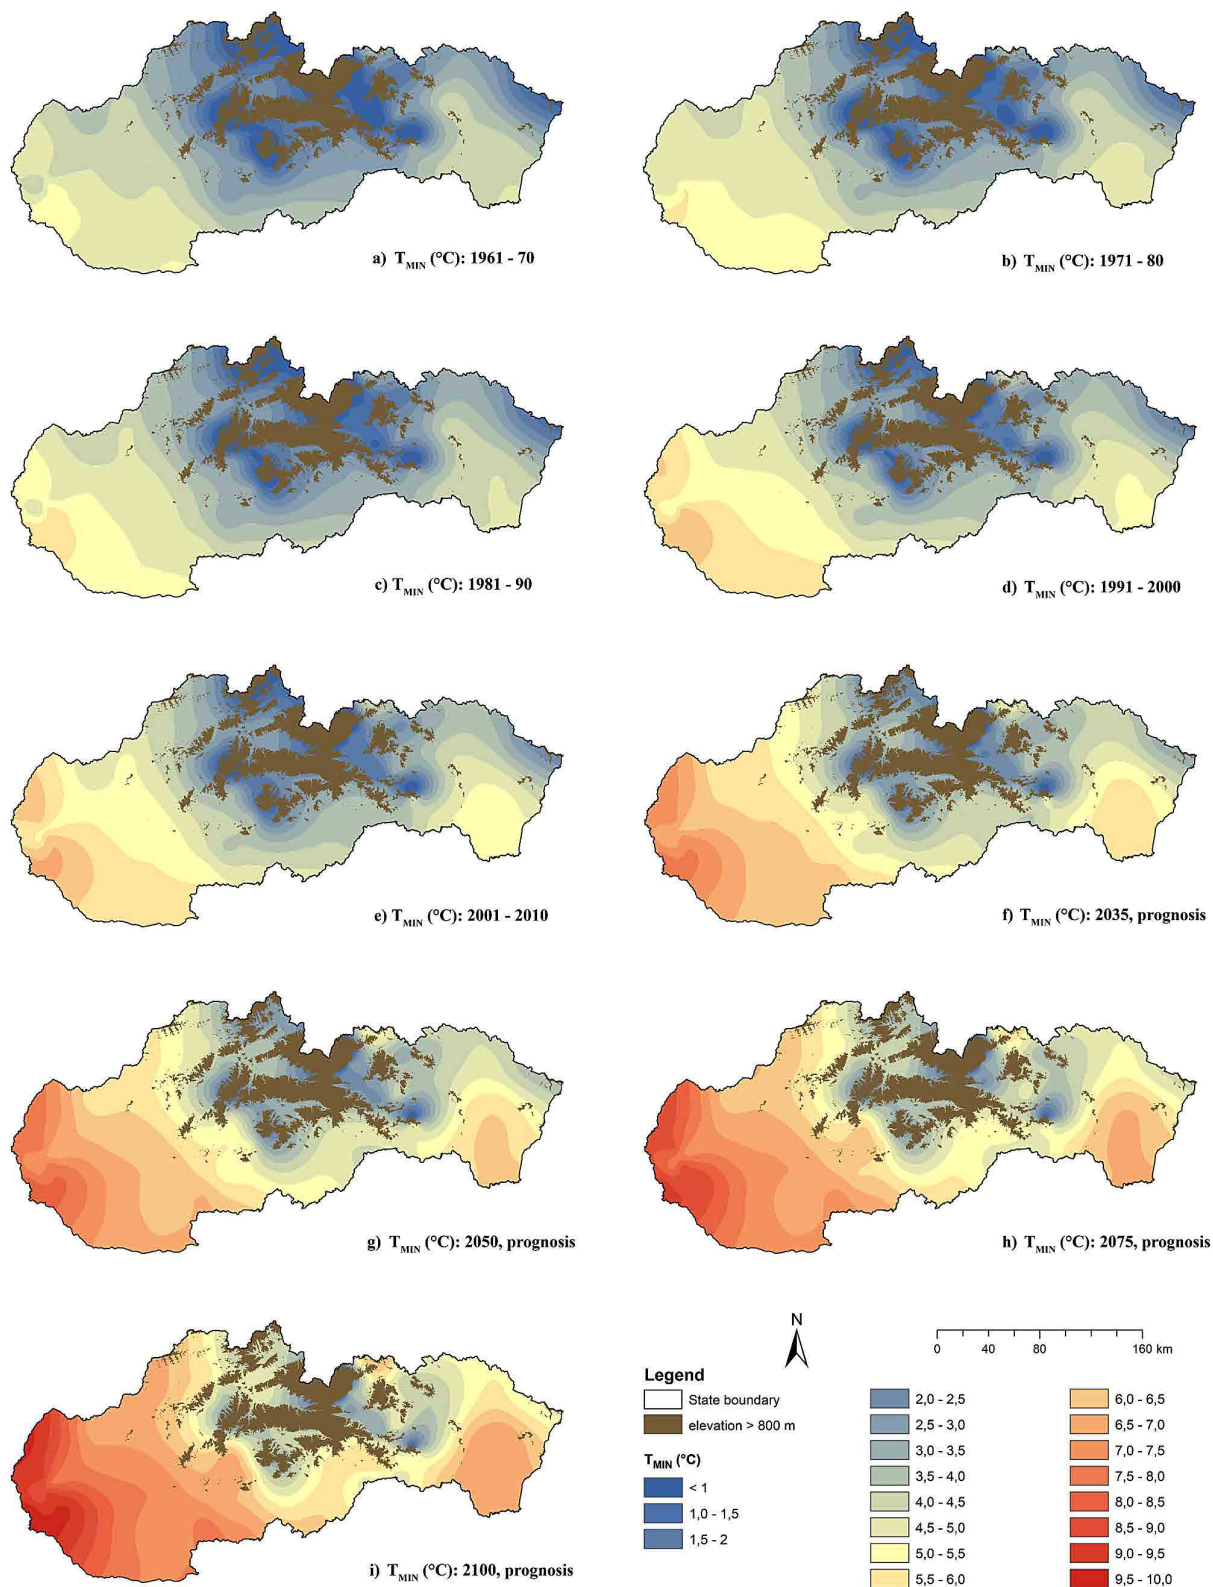 a) TMIN (°C): 1961 - 70
b) TMIN (°C): 1971 - 80
c) TMIN (°C): 1981 - 90
d) TMIN (°C): 1991 - 2000
e) TMIN (°C): 2001 - 2010
f) TMIN (°C): 2035, prognosis
g) TMIN (°C): 2050, prognosis
h) TMIN (°C): 2075, prognosis
i) TMIN (°C): 2100, prognosis
N
0 40 80 160 km
Legend
State boundary
elevation > 800 m
TMIN (°C)
< 1
1,0 - 1,5
1,5 - 2
2,0 - 2,5
2,5 - 3,0
3,0 - 3,5
3,5 - 4,0
4,0 - 4,5
4,5 - 5,0
5,0 - 5,5
5,5 - 6,0
6,0 - 6,5
6,5 - 7,0
7,0 - 7,5
7,5 - 8,0
8,0 - 8,5
8,5 - 9,0
9,0 - 9,5
9,5 - 10,0